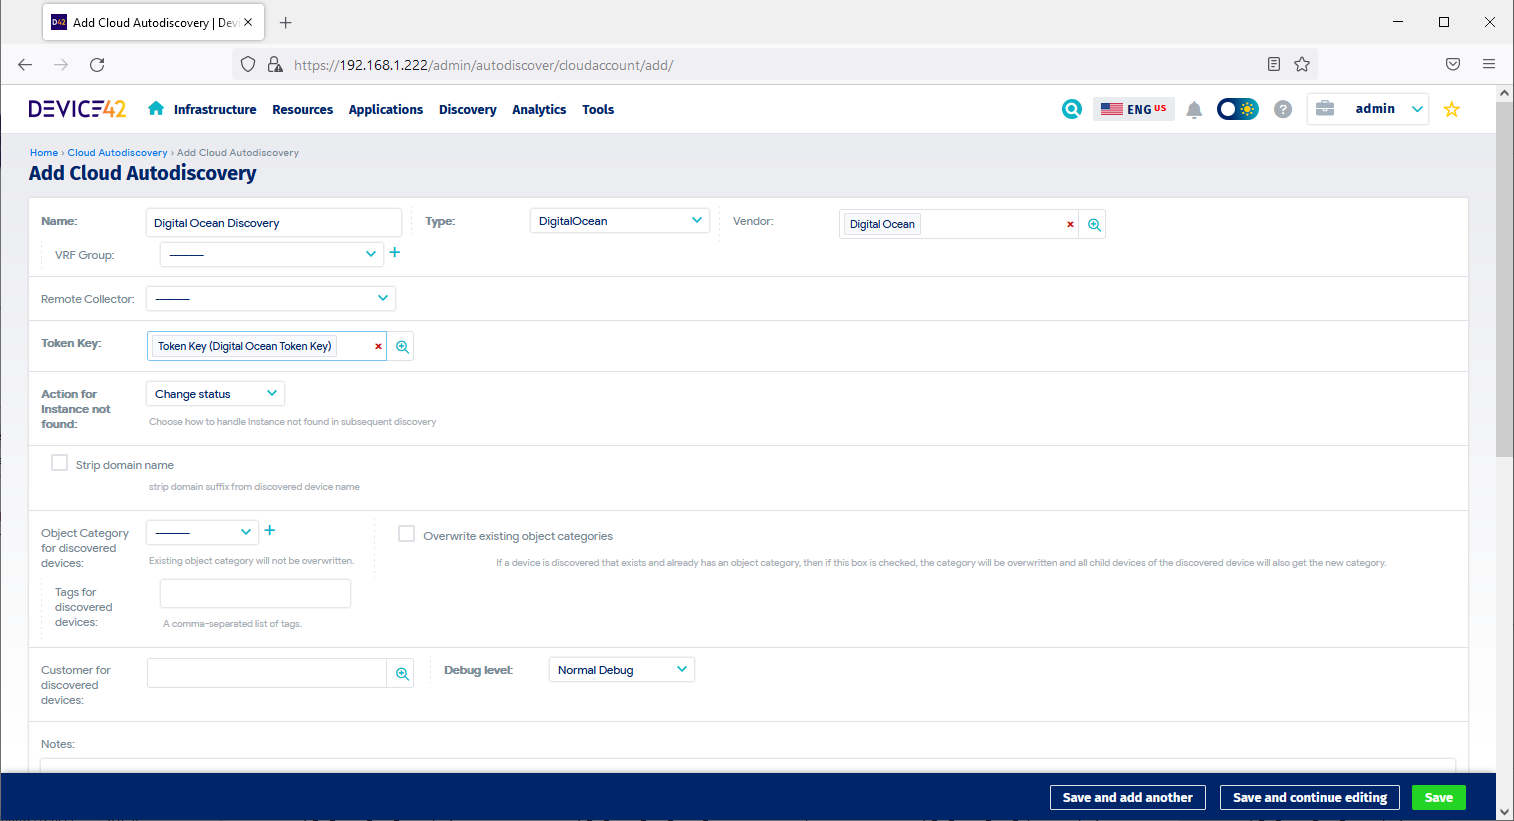 D42 Add Cloud Autodiscovery | Devi
https://192.168.1.222/admin/autodiscover/cloudaccount/add/
DEVICE42 Infrastructure Resources Applications Discovery Analytics Tools ENG US ? admin
Home › Cloud Autodiscovery › Add Cloud Autodiscovery
Add Cloud Autodiscovery
Name: Digital Ocean Discovery Type: DigitalOcean Vendor: Digital Ocean
VRF Group: ---------
Remote Collector: ---------
Token Key: Token Key (Digital Ocean Token Key)
Action for Instance not found: Change status
Choose how to handle Instance not found in subsequent discovery
Strip domain name
strip domain suffix from discovered device name
Object Category for discovered devices: --------- Overwrite existing object categories
Existing object category will not be overwritten. If a device is discovered that exists and already has an object category, then if this box is checked, the category will be overwritten and all child devices of the discovered device will also get the new category.
Tags for discovered devices:
A comma-separated list of tags.
Customer for discovered devices: Debug level: Normal Debug
Notes:
Save and add another Save and continue editing Save